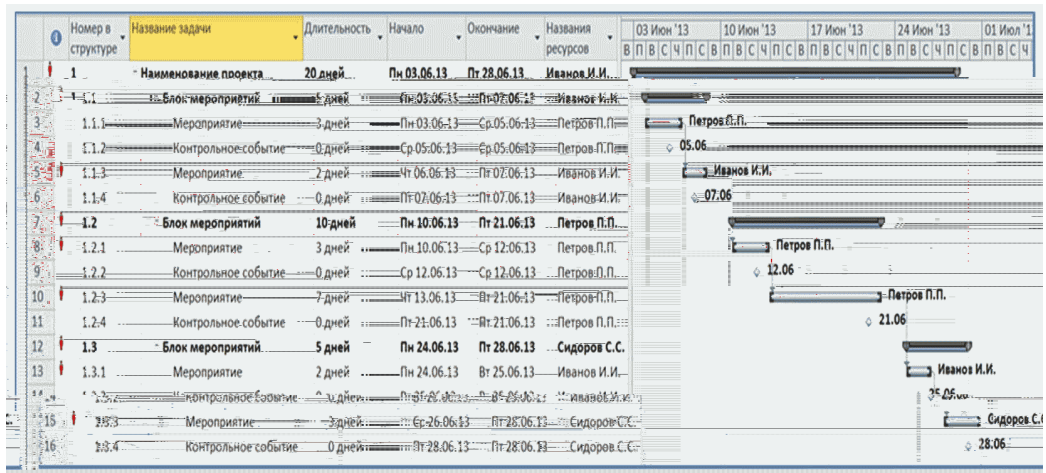 Номер в структуре Название задачи Длительность Начало Окончание Названия ресурсов 03 Июн '13 10 Июн '13 17 Июн '13 24 Июн '13 01 Июл '1
В П В С Ч П С В П В С Ч П С В П В С Ч П С В П В С Ч П С В П В С Ч
1 1 Наименование проекта 20 дней Пн 03.06.13 Пт 28.06.13 Иванов И.И.
2 1.1 Блок мероприятий 5 дней Пн 03.06.13 Пт 07.06.13 Иванов И.И.
3 1.1.1 Мероприятие 3 дней Пн 03.06.13 Ср 05.06.13 Петров П.П. Петров П.П.
4 1.1.2 Контрольное событие 0 дней Ср 05.06.13 Ср 05.06.13 Петров П.П. 05.06
5 1.1.3 Мероприятие 2 дней Чт 06.06.13 Пт 07.06.13 Иванов И.И. Иванов И.И.
6 1.1.4 Контрольное событие 0 дней Пт 07.06.13 Пт 07.06.13 Иванов И.И. 07.06
7 1.2 Блок мероприятий 10 дней Пн 10.06.13 Пт 21.06.13 Петров П.П.
8 1.2.1 Мероприятие 3 дней Пн 10.06.13 Ср 12.06.13 Петров П.П. Петров П.П.
9 1.2.2 Контрольное событие 0 дней Ср 12.06.13 Ср 12.06.13 Петров П.П. 12.06
10 1.2.3 Мероприятие 7 дней Чт 13.06.13 Пт 21.06.13 Петров П.П. Петров П.П.
11 1.2.4 Контрольное событие 0 дней Пт 21.06.13 Пт 21.06.13 Петров П.П. 21.06
12 1.3 Блок мероприятий 5 дней Пн 24.06.13 Пт 28.06.13 Сидоров С.С.
13 1.3.1 Мероприятие 2 дней Пн 24.06.13 Вт 25.06.13 Иванов И.И. Иванов И.И.
Контрольное событие 0 дней Вт 25.06.13 Иванов И.И. 25.06
15 1.3.3 Мероприятие 3 дней Ср 26.06.13 Пт 28.06.13 Сидоров С.С. Сидоров С.С
16 1.3.4 Контрольное событие 0 дней Пт 28.06.13 Пт 28.06.13 Сидоров С.С. 28.06